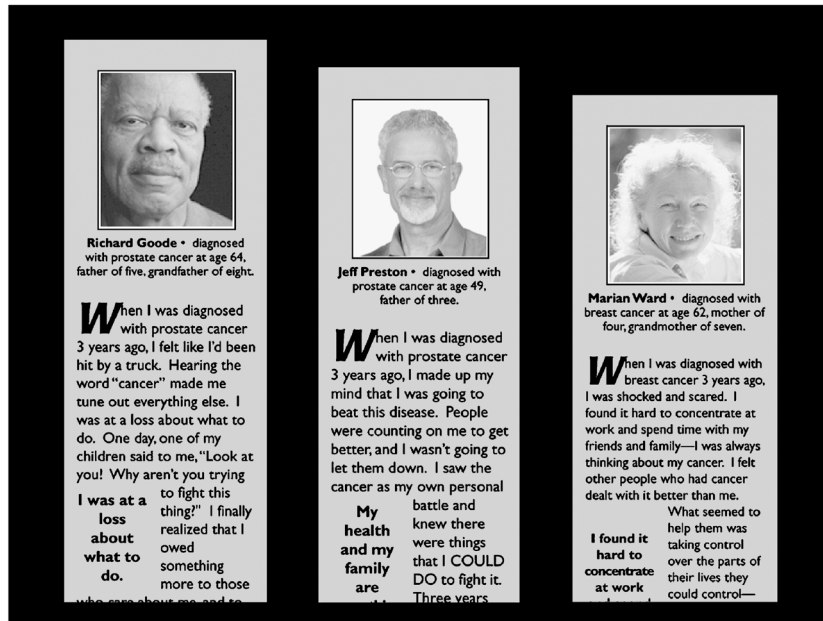 Richard Goode • diagnosed
with prostate cancer at age 64,
father of five, grandfather of eight.
When I was diagnosed
with prostate cancer
3 years ago, I felt like I'd been
hit by a truck. Hearing the
word "cancer" made me
tune out everything else. I
was at a loss about what to
do. One day, one of my
children said to me, "Look at
you! Why aren't you trying
to fight this
thing?" I finally
realized that I
owed
something
more to those
who care about me, and to
I was at a
loss
about
what to
do.
Jeff Preston • diagnosed with
prostate cancer at age 49,
father of three.
When I was diagnosed
with prostate cancer
3 years ago, I made up my
mind that I was going to
beat this disease. People
were counting on me to get
better, and I wasn't going to
let them down. I saw the
cancer as my own personal
battle and
knew there
were things
that I COULD
DO to fight it.
Three years
My
health
and my
family
are
Marian Ward • diagnosed with
breast cancer at age 62, mother of
four, grandmother of seven.
When I was diagnosed with
breast cancer 3 years ago,
I was shocked and scared. I
found it hard to concentrate at
work and spend time with my
friends and family—I was always
thinking about my cancer. I felt
other people who had cancer
dealt with it better than me.
What seemed to
help them was
taking control
over the parts of
their lives they
could control—
I found it
hard to
concentrate
at work